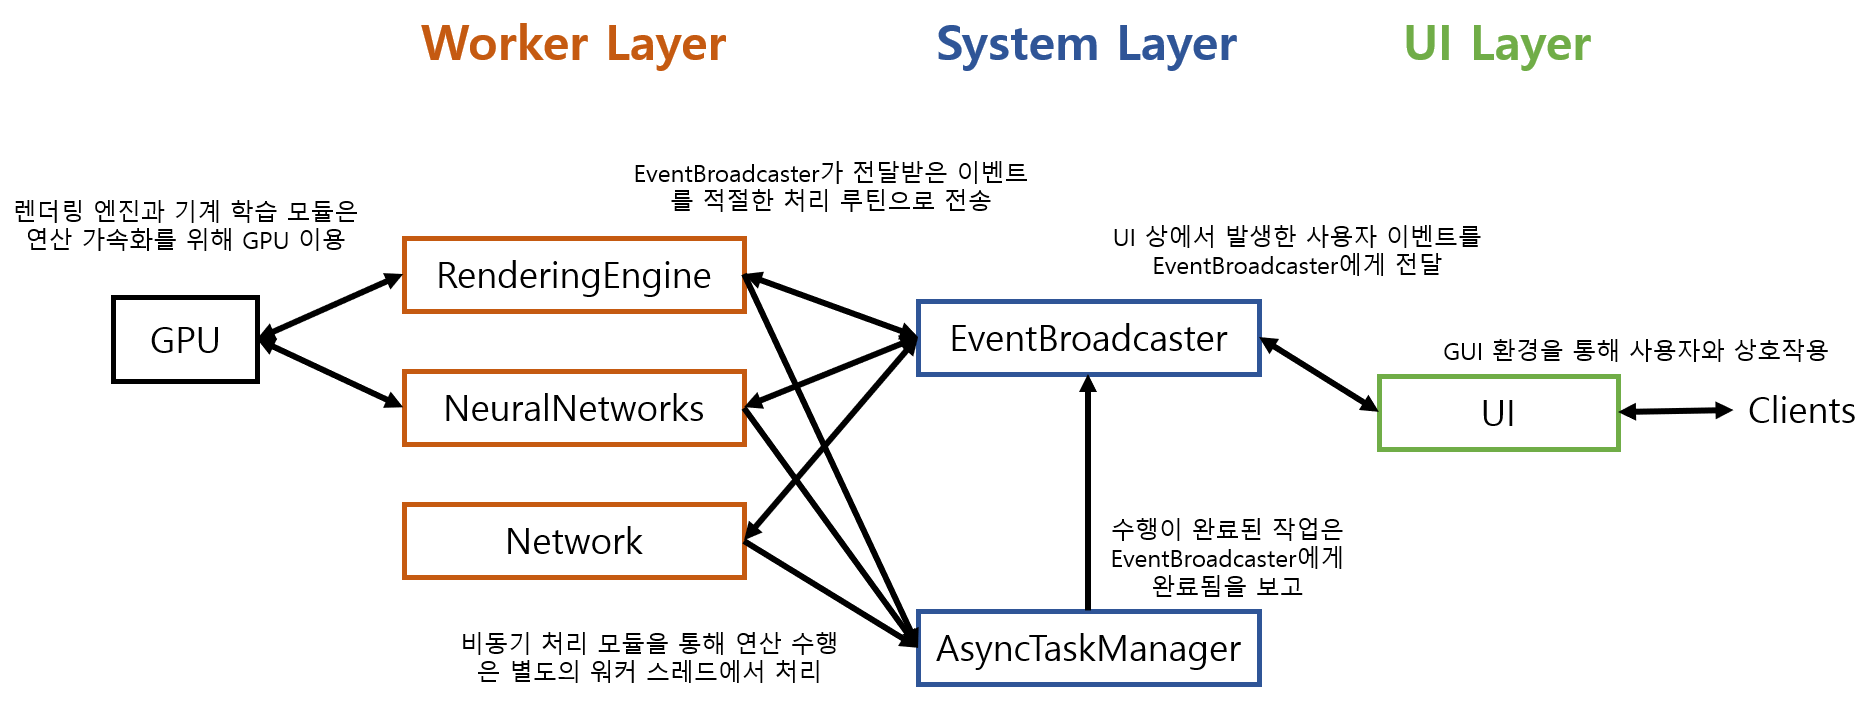 Worker Layer
System Layer
UI Layer
EventBroadcaster가 전달받은 이벤트
를 적절한 처리 루틴으로 전송
렌더링 엔진과 기계 학습 모듈은
연산 가속화를 위해 GPU 이용
UI 상에서 발생한 사용자 이벤트를
EventBroadcaster에게 전달
RenderingEngine
GPU
EventBroadcaster
GUI 환경을 통해 사용자와 상호작용
NeuralNetworks
UI
Clients
Network
수행이 완료된 작업은
EventBroadcaster에게
완료됨을 보고
비동기 처리 모듈을 통해 연산 수행
은 별도의 워커 스레드에서 처리
AsyncTaskManager